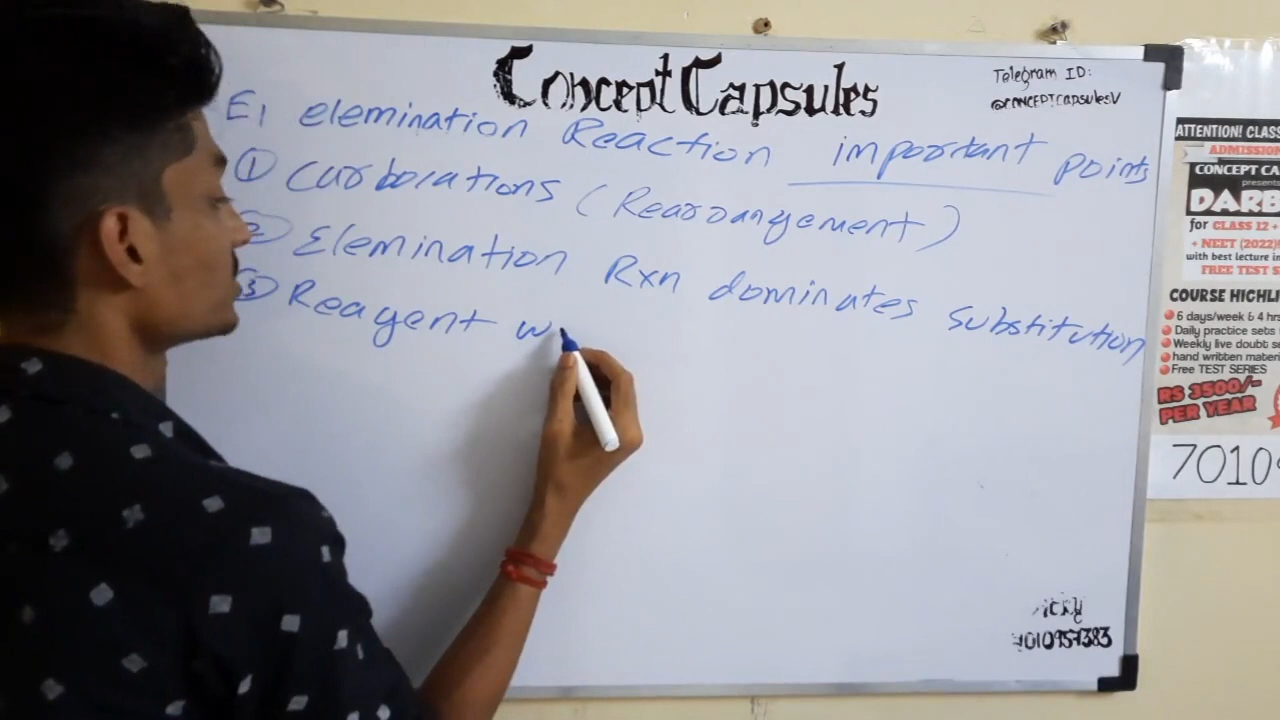 Concept Capsules
Telegram ID:
@CONCEPTCapsulesV
E1 elemination Reaction important points
① Carbocations (Rearrangement)
② Elemination Rxn dominates substitution
③ Reagent w
ATTENTION! CLASS
ADMISSION
CONCEPT CA
presents
DARB
for CLASS 12 +
+ NEET (2022)
with best lecture in
FREE TEST S
COURSE HIGHLI
6 days/week & 4 hrs
Daily practice sets
Weekly live doubt se
hand written materi
Free TEST SERIES
RS 3500/-
PER YEAR
7010
7010957383